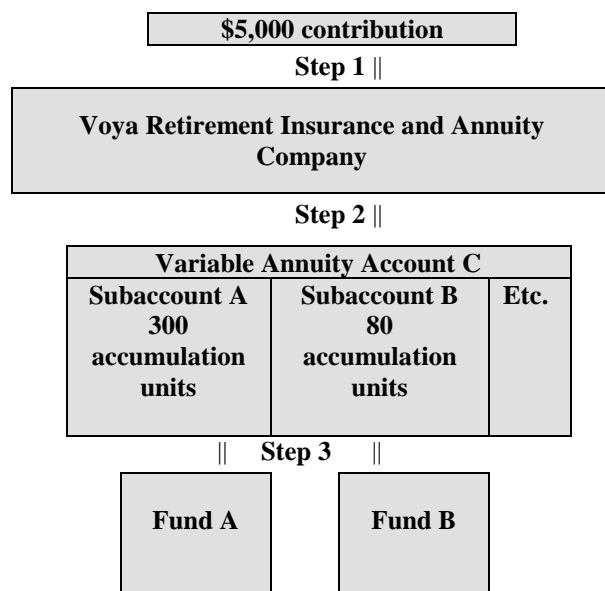 $5,000 contribution
Step 1 ||
Voya Retirement Insurance and Annuity
Company
Step 2 ||
Variable Annuity Account C
Subaccount A
300
accumulation
units
Subaccount B
80
accumulation
units
Etc.
|| Step 3 ||
Fund A
Fund B